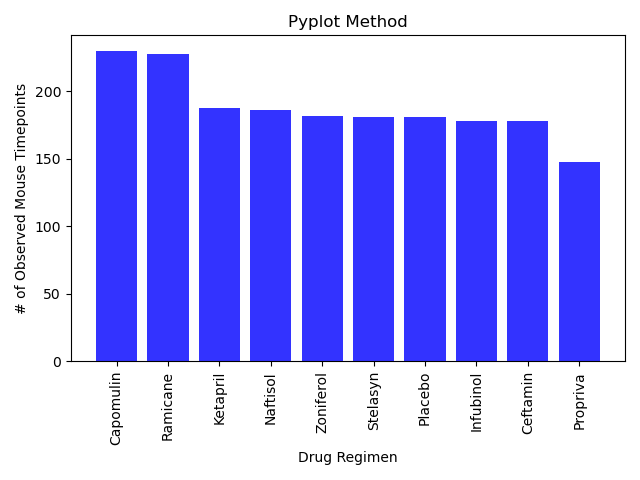 Pyplot Method
# of Observed Mouse Timepoints
200
150
100
50
0
Capomulin
Ramicane
Ketapril
Naftisol
Zoniferol
Stelasyn
Placebo
Infubinol
Ceftamin
Propriva
Drug Regimen